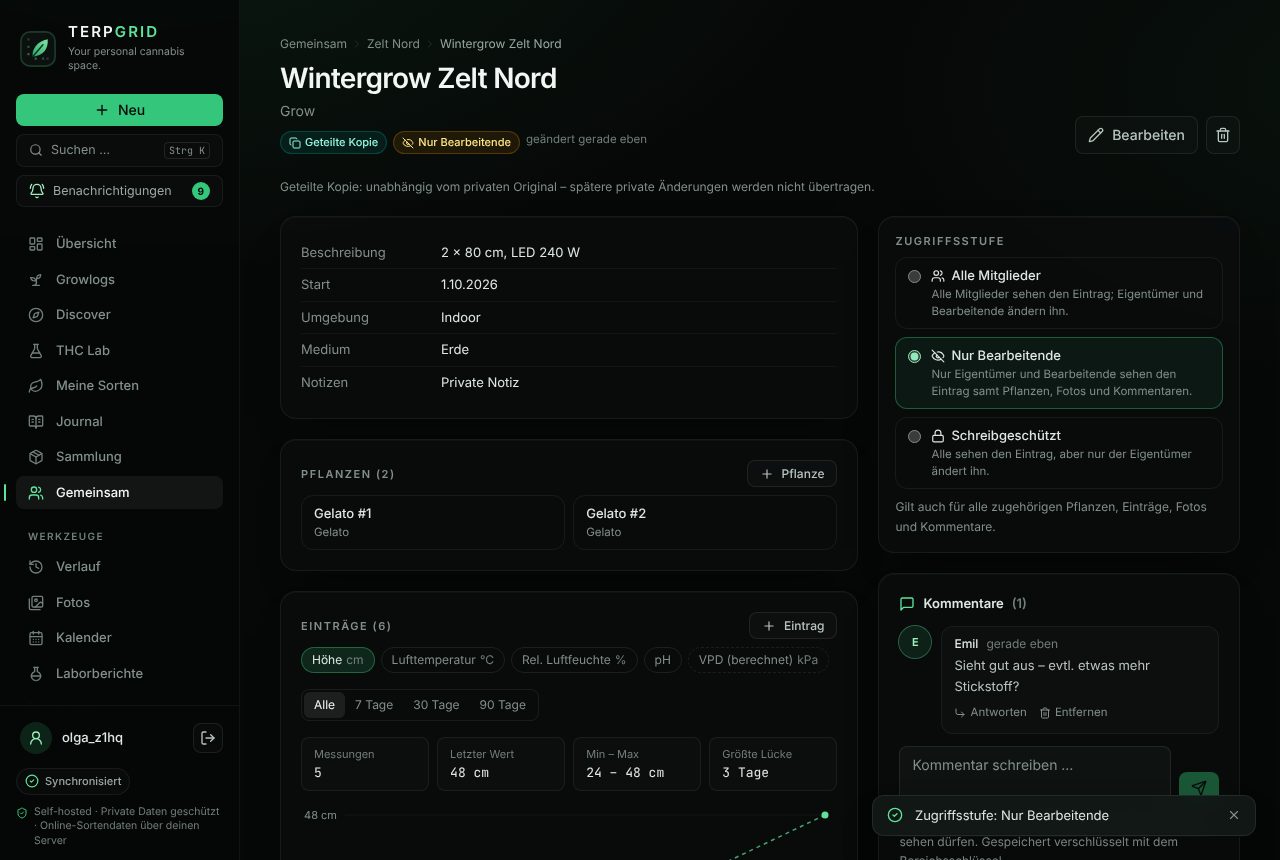 TERPGRID
Your personal cannabis
space.
Neu
Suchen ...
Strg K
Benachrichtigungen
9
Übersicht
Growlogs
Discover
THC Lab
Meine Sorten
Journal
Sammlung
Gemeinsam
WERKZEUGE
Verlauf
Fotos
Kalender
Laborberichte
olga_z1hq
Synchronisiert
Self-hosted · Private Daten geschützt
· Online-Sortendaten über deinen
Server
Gemeinsam › Zelt Nord › Wintergrow Zelt Nord
Wintergrow Zelt Nord
Grow
Geteilte Kopie
Nur Bearbeitende
geändert gerade eben
Bearbeiten
Geteilte Kopie: unabhängig vom privaten Original – spätere private Änderungen werden nicht übertragen.
Beschreibung 2 × 80 cm, LED 240 W
Start 1.10.2026
Umgebung Indoor
Medium Erde
Notizen Private Notiz
PFLANZEN (2)
Pflanze
Gelato #1
Gelato
Gelato #2
Gelato
EINTRÄGE (6)
Eintrag
Höhe cm
Lufttemperatur °C
Rel. Luftfeuchte %
pH
VPD (berechnet) kPa
Alle 7 Tage 30 Tage 90 Tage
Messungen
5
Letzter Wert
48 cm
Min – Max
24 – 48 cm
Größte Lücke
3 Tage
48 cm
ZUGRIFFSSTUFE
Alle Mitglieder
Alle Mitglieder sehen den Eintrag; Eigentümer und
Bearbeitende ändern ihn.
Nur Bearbeitende
Nur Eigentümer und Bearbeitende sehen den
Eintrag samt Pflanzen, Fotos und Kommentaren.
Schreibgeschützt
Alle sehen den Eintrag, aber nur der Eigentümer
ändert ihn.
Gilt auch für alle zugehörigen Pflanzen, Einträge, Fotos
und Kommentare.
Kommentare (1)
E
Emil gerade eben
Sieht gut aus – evtl. etwas mehr
Stickstoff?
Antworten
Entfernen
Kommentar schreiben ...
Zugriffsstufe: Nur Bearbeitende
sehen dürfen. Gespeichert verschlüsselt mit dem